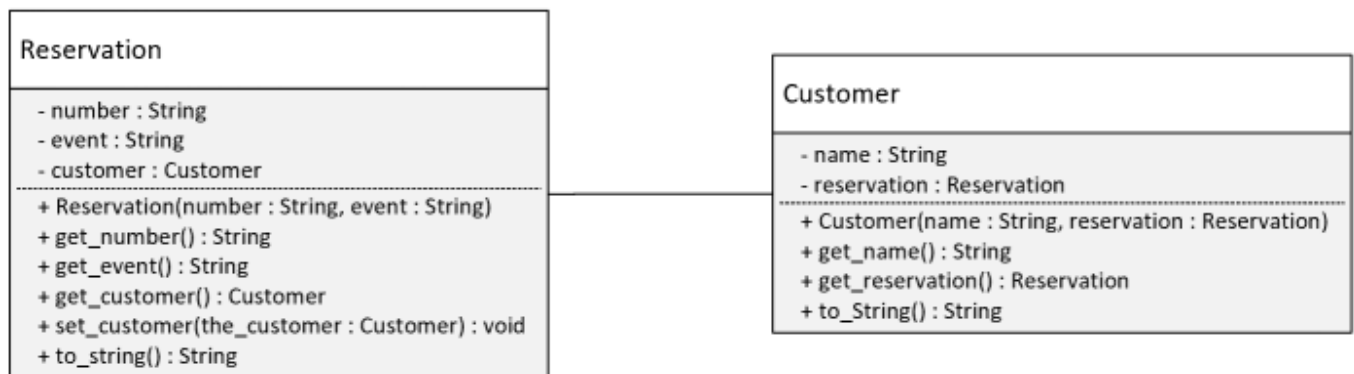 Reservation
- number : String
- event : String
- customer : Customer
+ Reservation(number : String, event : String)
+ get_number() : String
+ get_event() : String
+ get_customer() : Customer
+ set_customer(the_customer : Customer) : void
+ to_string() : String
Customer
- name : String
- reservation : Reservation
+ Customer(name : String, reservation : Reservation)
+ get_name() : String
+ get_reservation() : Reservation
+ to_String() : String